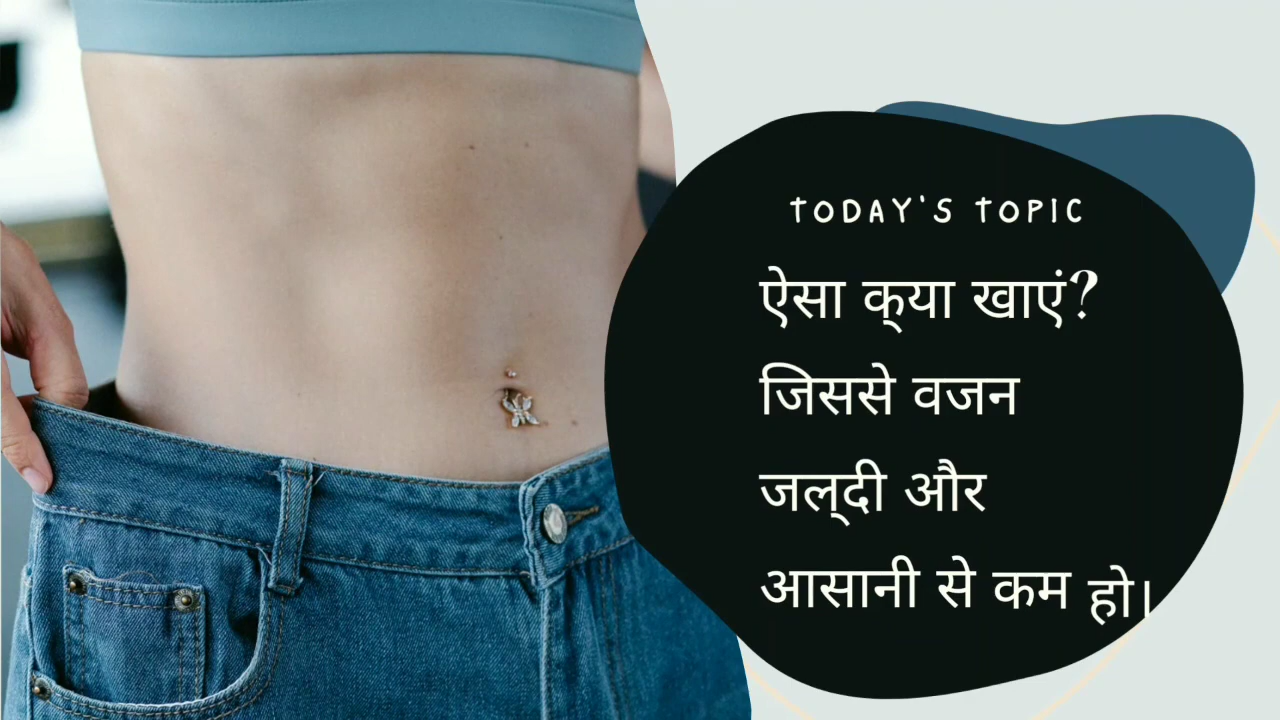 TODAY'S TOPIC
ऐसा क्‌या खाएं?
जिससे वजन
जल्‌दी और
आसानी से कम हो।